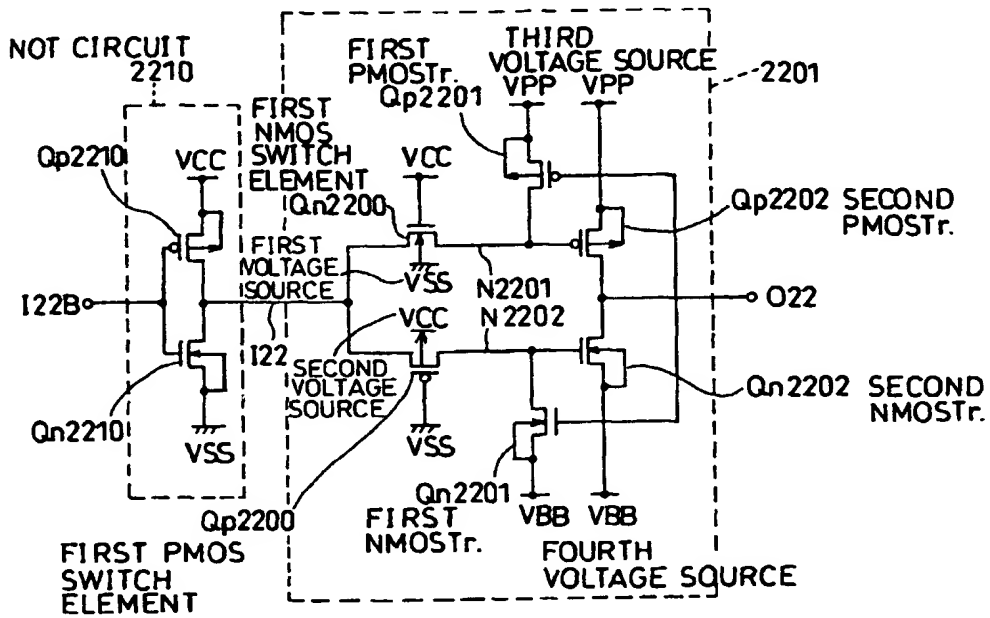 NOT CIRCUIT
2210
FIRST
PMOSTr.
Qp2201
THIRD
VOLTAGE SOURCE
VPP
VPP
2201
FIRST
NMOS
SWITCH
ELEMENT
Qn2200
Qp2210
VCC
VCC
Qp2202 SECOND
PMOSTr.
FIRST
VOLTAGE
SOURCE
VSS
N2201
N2202
I22B
I22
O22
VCC
SECOND
VOLTAGE
SOURCE
VSS
Qn2210
VSS
Qn2202 SECOND
NMOSTr.
Qp2200
Qn2201
FIRST
NMOSTr.
VBB
VBB
FIRST PMOS
SWITCH
ELEMENT
FOURTH
VOLTAGE SOURCE